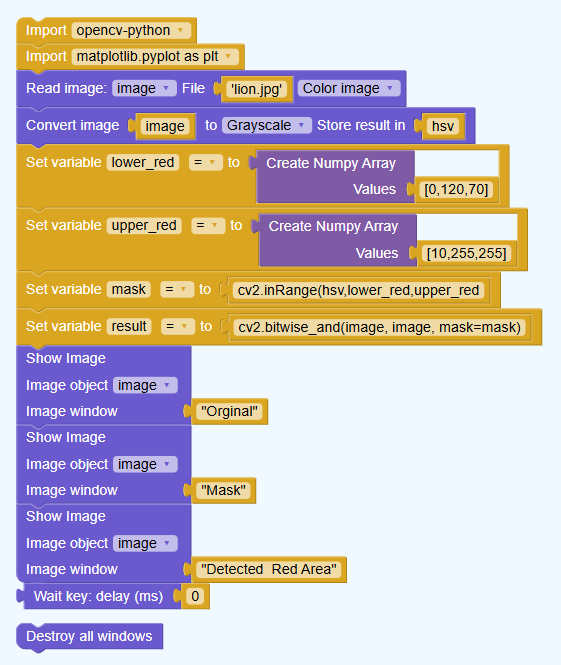 Import opencv-python
Import matplotlib.pyplot as plt
Read image: image File 'lion.jpg' Color image
Convert image image to Grayscale Store result in hsv
Set variable lower_red = to Create Numpy Array
Values [0,120,70]
Set variable upper_red = to Create Numpy Array
Values [10,255,255]
Set variable mask = to cv2.inRange(hsv,lower_red,upper_red
Set variable result = to cv2.bitwise_and(image, image, mask=mask)
Show Image
Image object image
Image window "Orginal"
Show Image
Image object image
Image window "Mask"
Show Image
Image object image
Image window "Detected  Red Area"
Wait key: delay (ms) 0
Destroy all windows